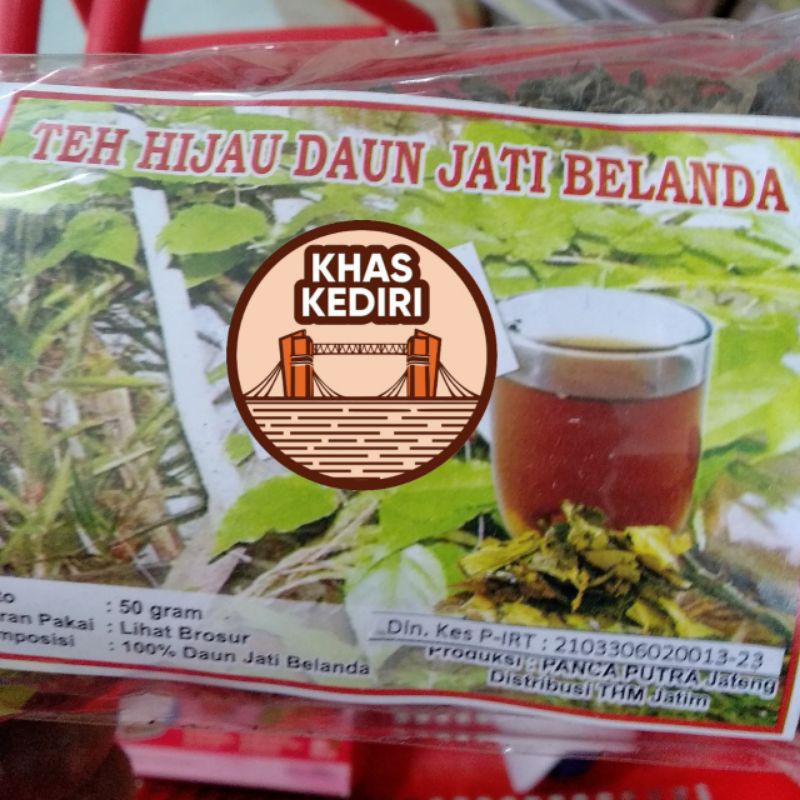 TEH HIJAU DAUN JATI BELANDA
KHAS
KEDIRI
: 50 gram
Pakai : Lihat Brosur
: 100% Daun Jati Belanda
Din. Kes P-IRT : 2103306020013-23
Produksi : PANCA PUTRA Jateng
Distribusi THM Jatim